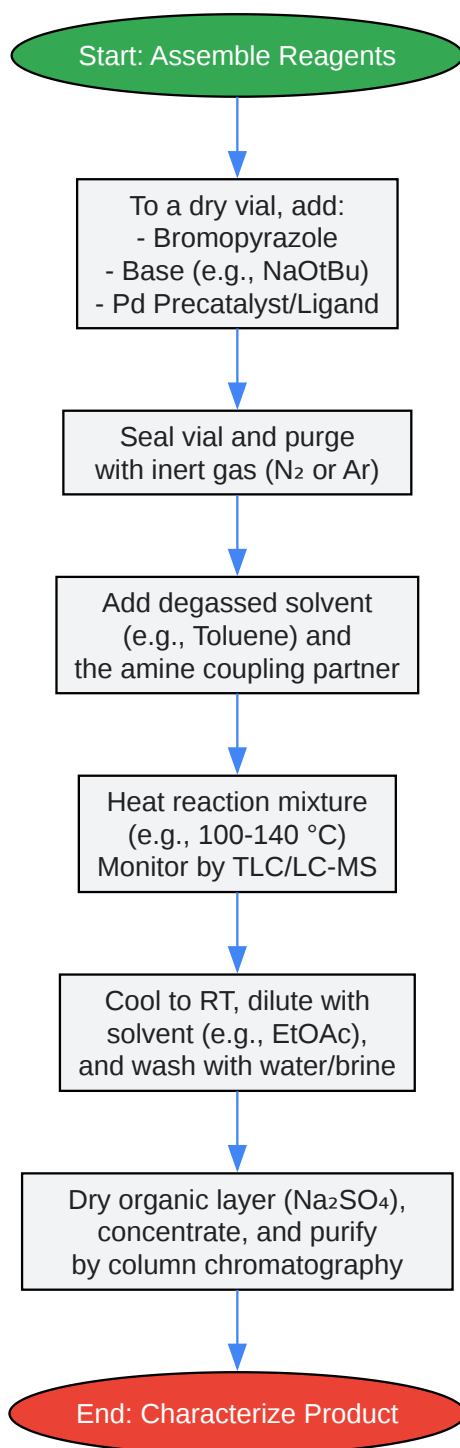 Start: Assemble Reagents
To a dry vial, add:
- Bromopyrazole
- Base (e.g., NaOtBu)
- Pd Precatalyst/Ligand
Seal vial and purge
with inert gas (N₂ or Ar)
Add degassed solvent
(e.g., Toluene) and
the amine coupling partner
Heat reaction mixture
(e.g., 100-140 °C)
Monitor by TLC/LC-MS
Cool to RT, dilute with
solvent (e.g., EtOAc),
and wash with water/brine
Dry organic layer (Na₂SO₄),
concentrate, and purify
by column chromatography
End: Characterize Product